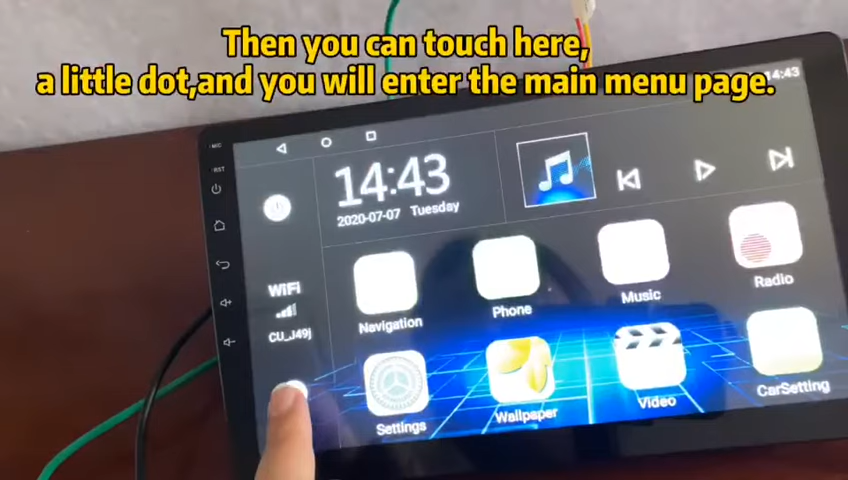 Then you can touch here,
a little dot,and you will enter the main menu page.
14:43
MIC
RST
14:43
2020-07-07 Tuesday
WiFi
CU_J49j
Navigation
Phone
Music
Radio
Settings
Wallpaper
Video
CarSetting